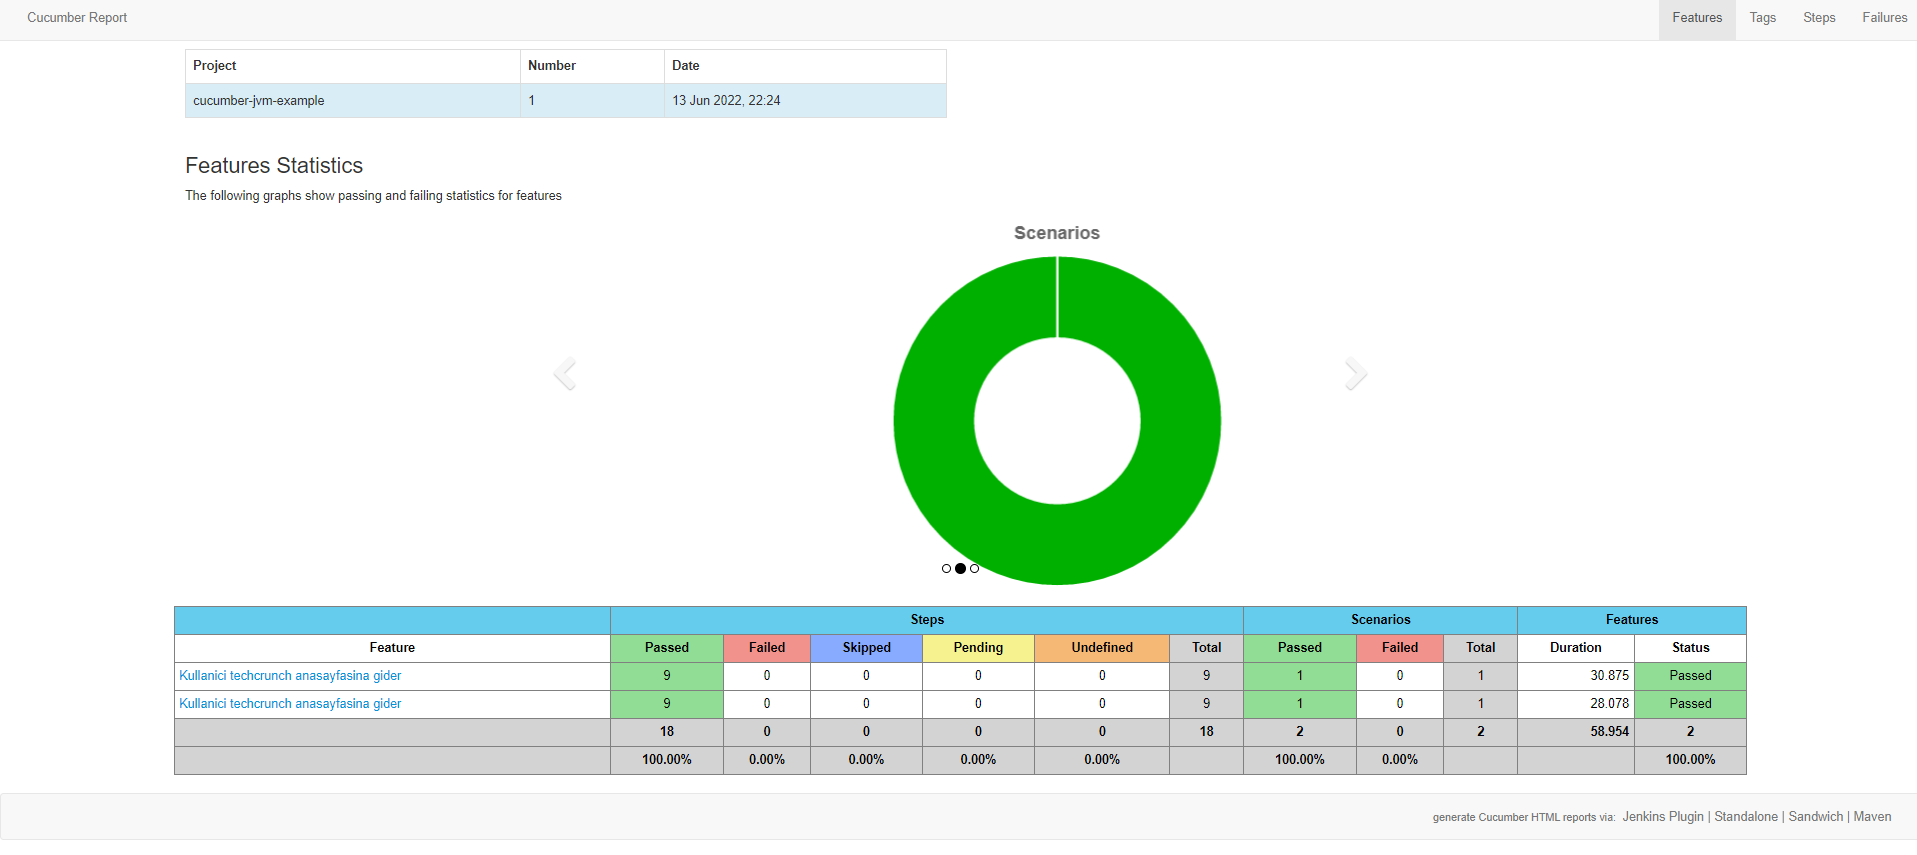 Cucumber Report Features Tags Steps Failures
Project Number Date
cucumber-jvm-example 1 13 Jun 2022, 22:24
Features Statistics
The following graphs show passing and failing statistics for features
Scenarios
Steps Scenarios Features
Feature Passed Failed Skipped Pending Undefined Total Passed Failed Total Duration Status
Kullanici techcrunch anasayfasina gider 9 0 0 0 0 9 1 0 1 30.875 Passed
Kullanici techcrunch anasayfasina gider 9 0 0 0 0 9 1 0 1 28.078 Passed
18 0 0 0 0 18 2 0 2 58.954 2
100.00% 0.00% 0.00% 0.00% 0.00% 100.00% 0.00% 100.00%
generate Cucumber HTML reports via: Jenkins Plugin | Standalone | Sandwich | Maven